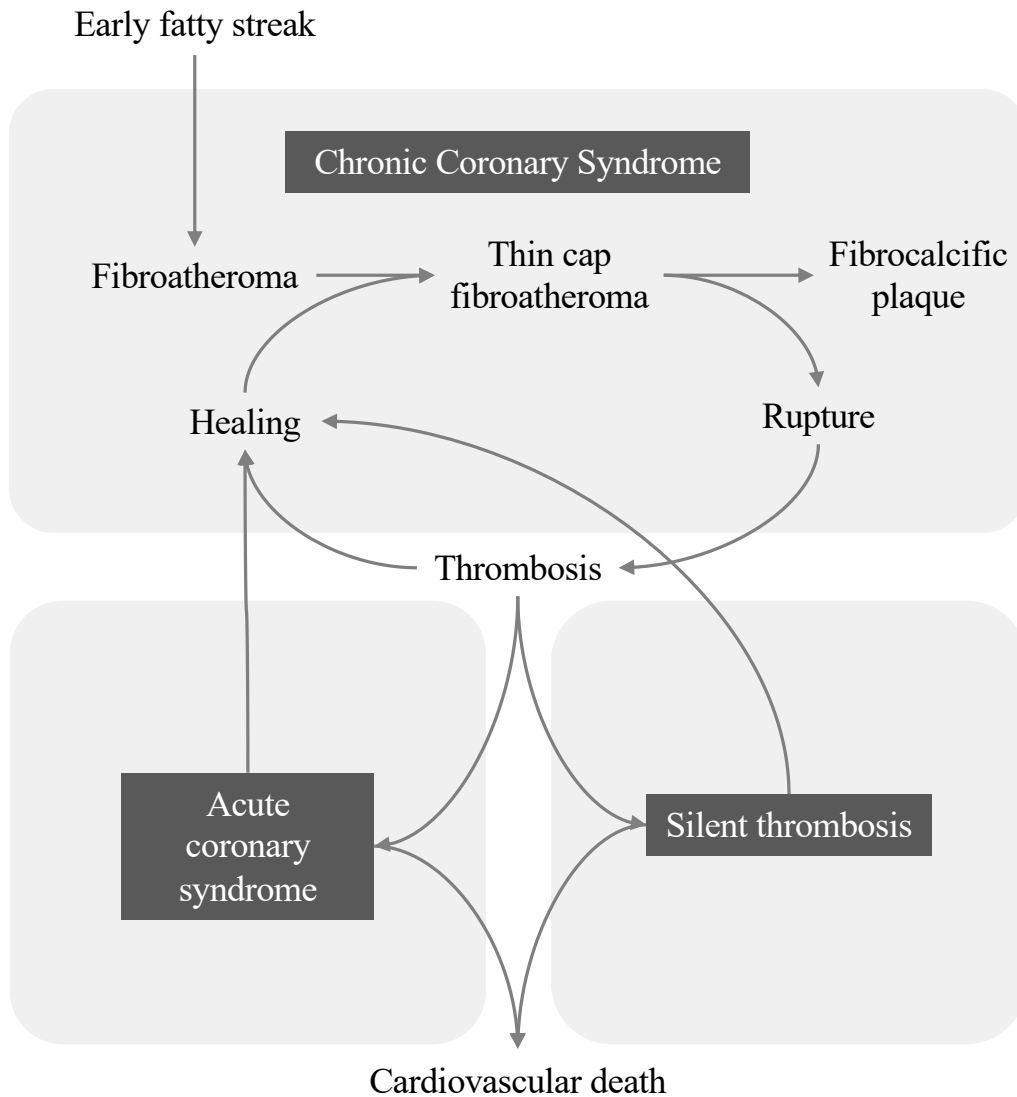 Early fatty streak
Chronic Coronary Syndrome
Fibroatheroma
Thin cap
fibroatheroma
Fibrocalcific
plaque
Healing
Rupture
Thrombosis
Acute
coronary
syndrome
Silent thrombosis
Cardiovascular death